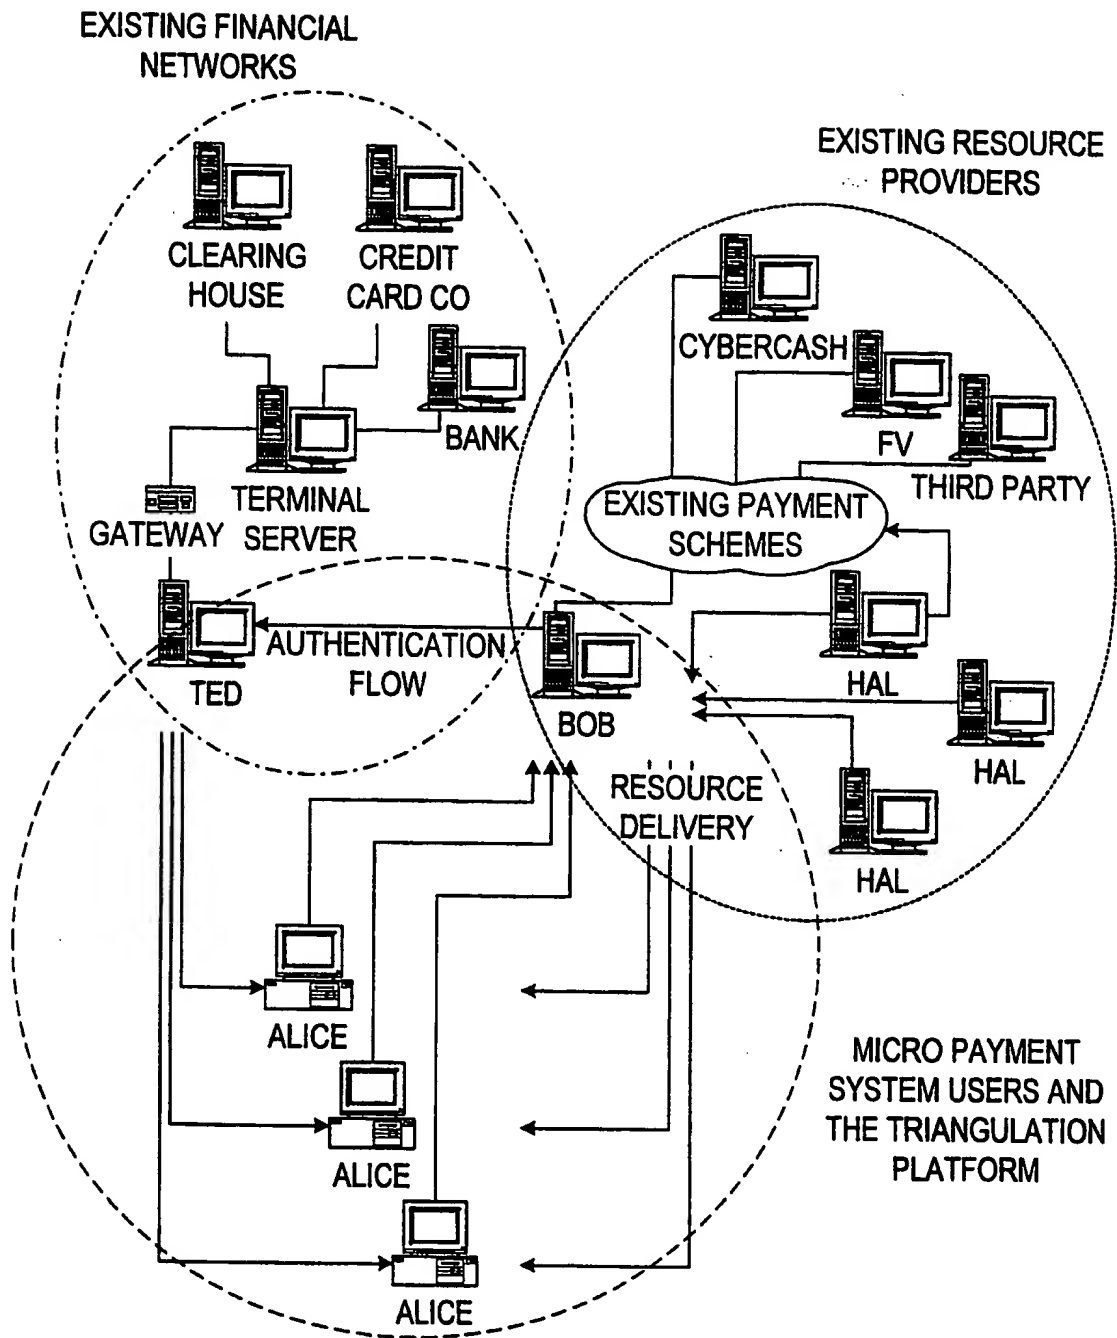 EXISTING FINANCIAL
NETWORKS
EXISTING RESOURCE
PROVIDERS
CLEARING
HOUSE
CREDIT
CARD CO
CYBERCASH
BANK
FV
THIRD PARTY
EXISTING PAYMENT
SCHEMES
GATEWAY
TERMINAL
SERVER
AUTHENTICATION
FLOW
TED
BOB
HAL
HAL
HAL
RESOURCE
DELIVERY
ALICE
ALICE
ALICE
MICRO PAYMENT
SYSTEM USERS AND
THE TRIANGULATION
PLATFORM